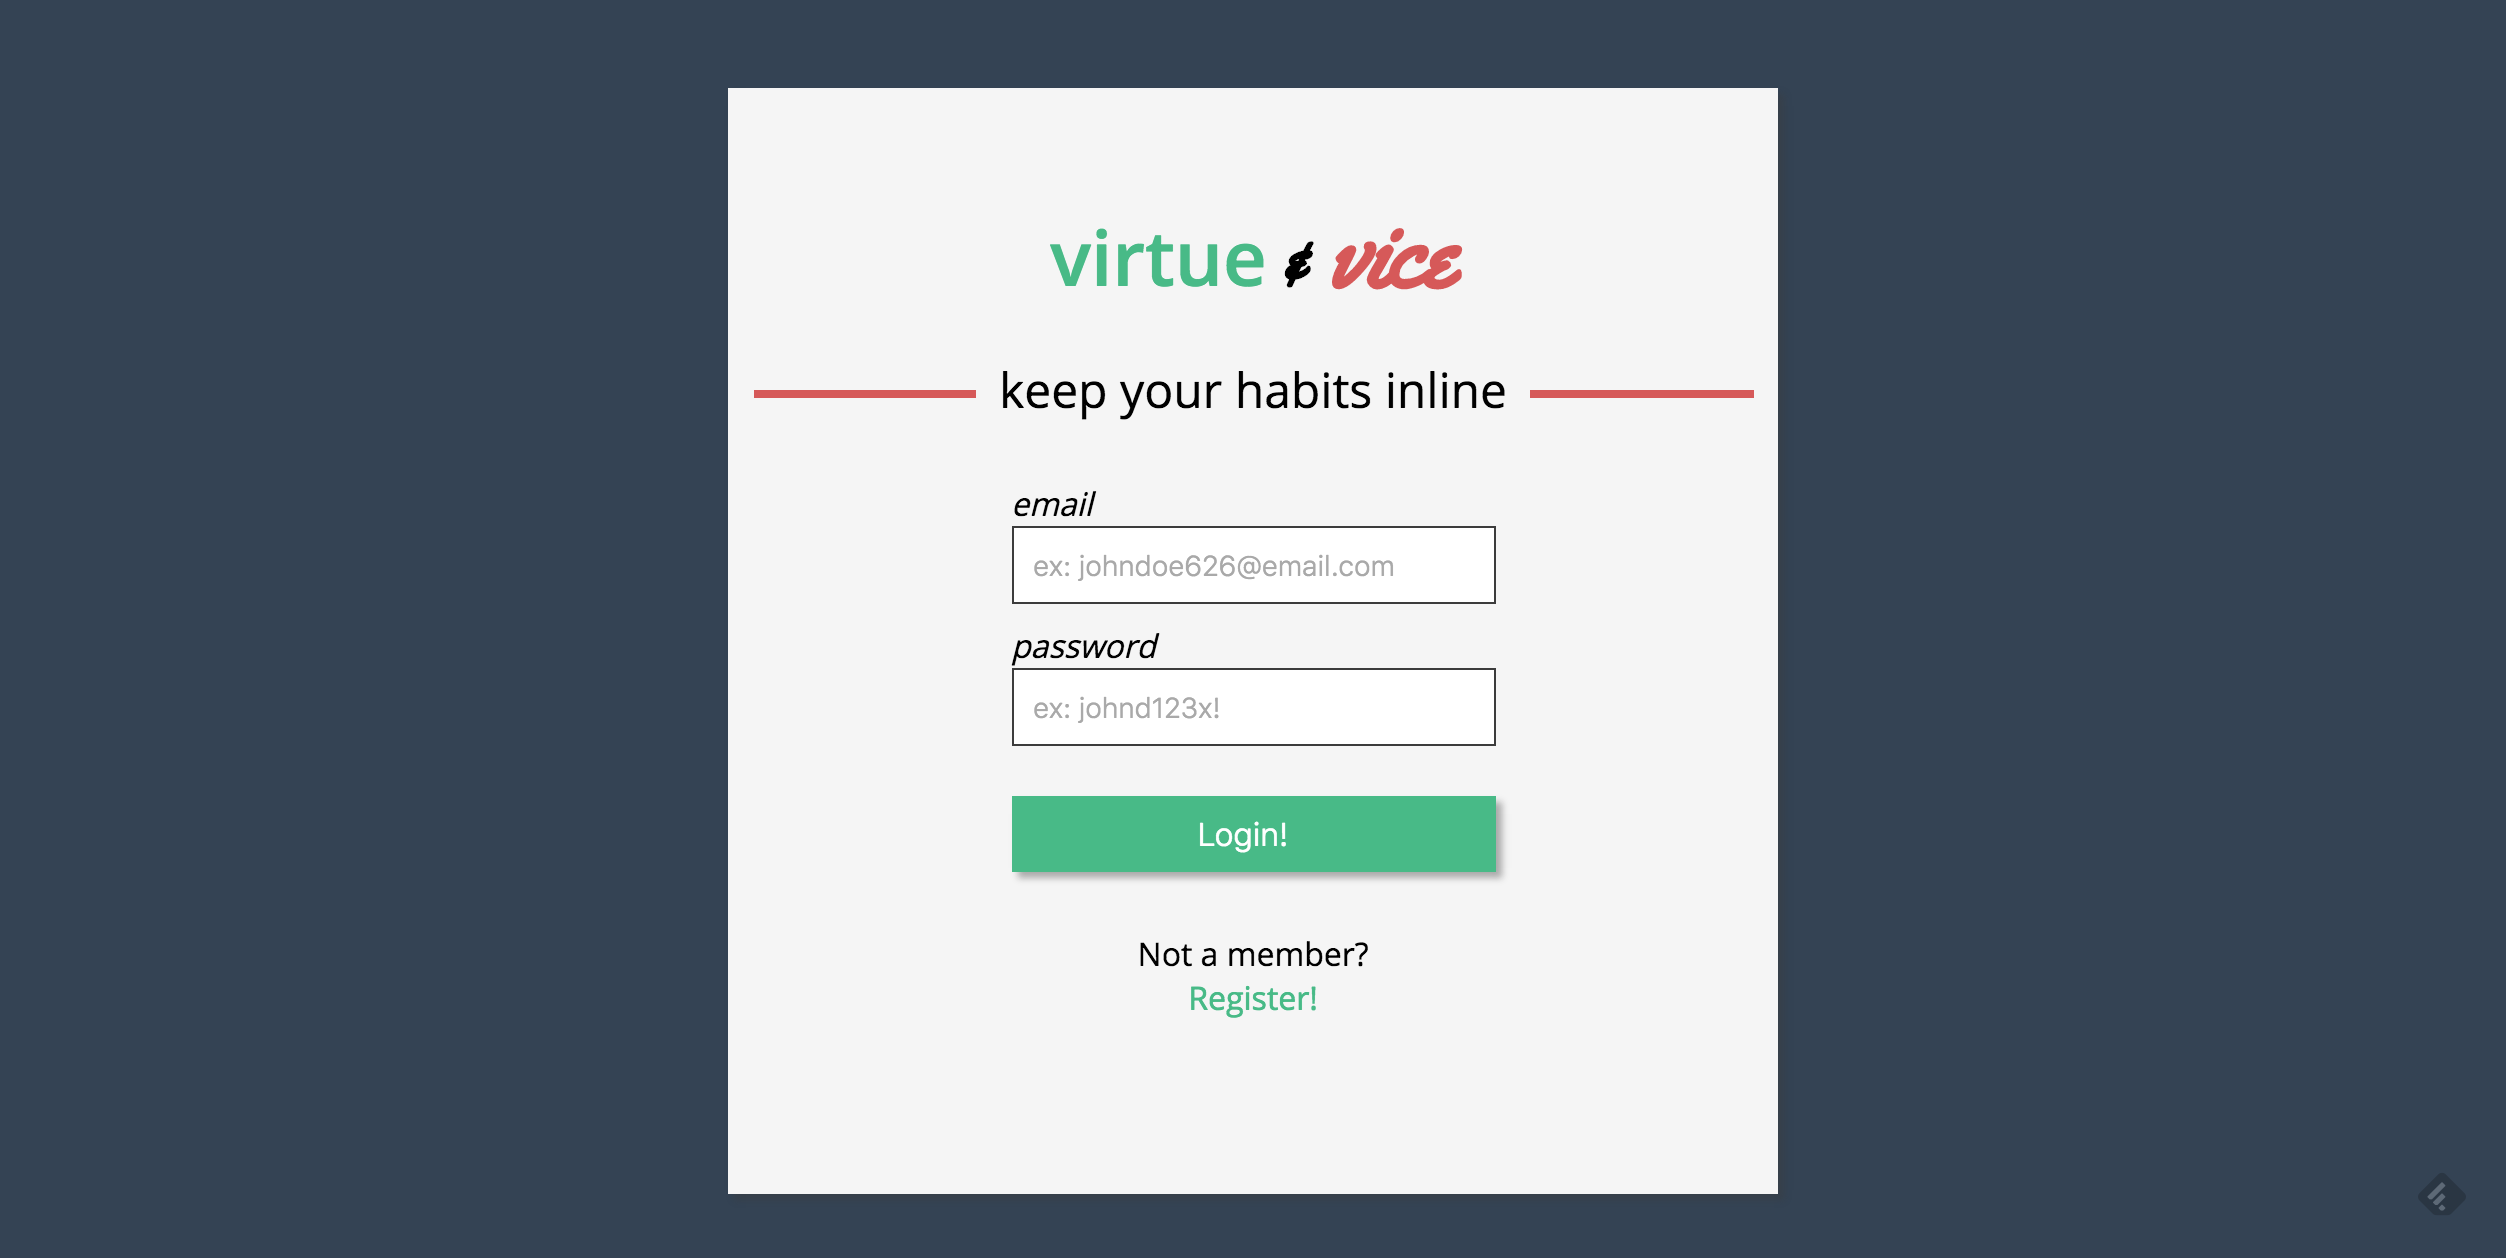 virtue & vice
keep your habits inline
email
ex: johndoe626@email.com
password
ex: johnd123x!
Login!
Not a member?
Register!